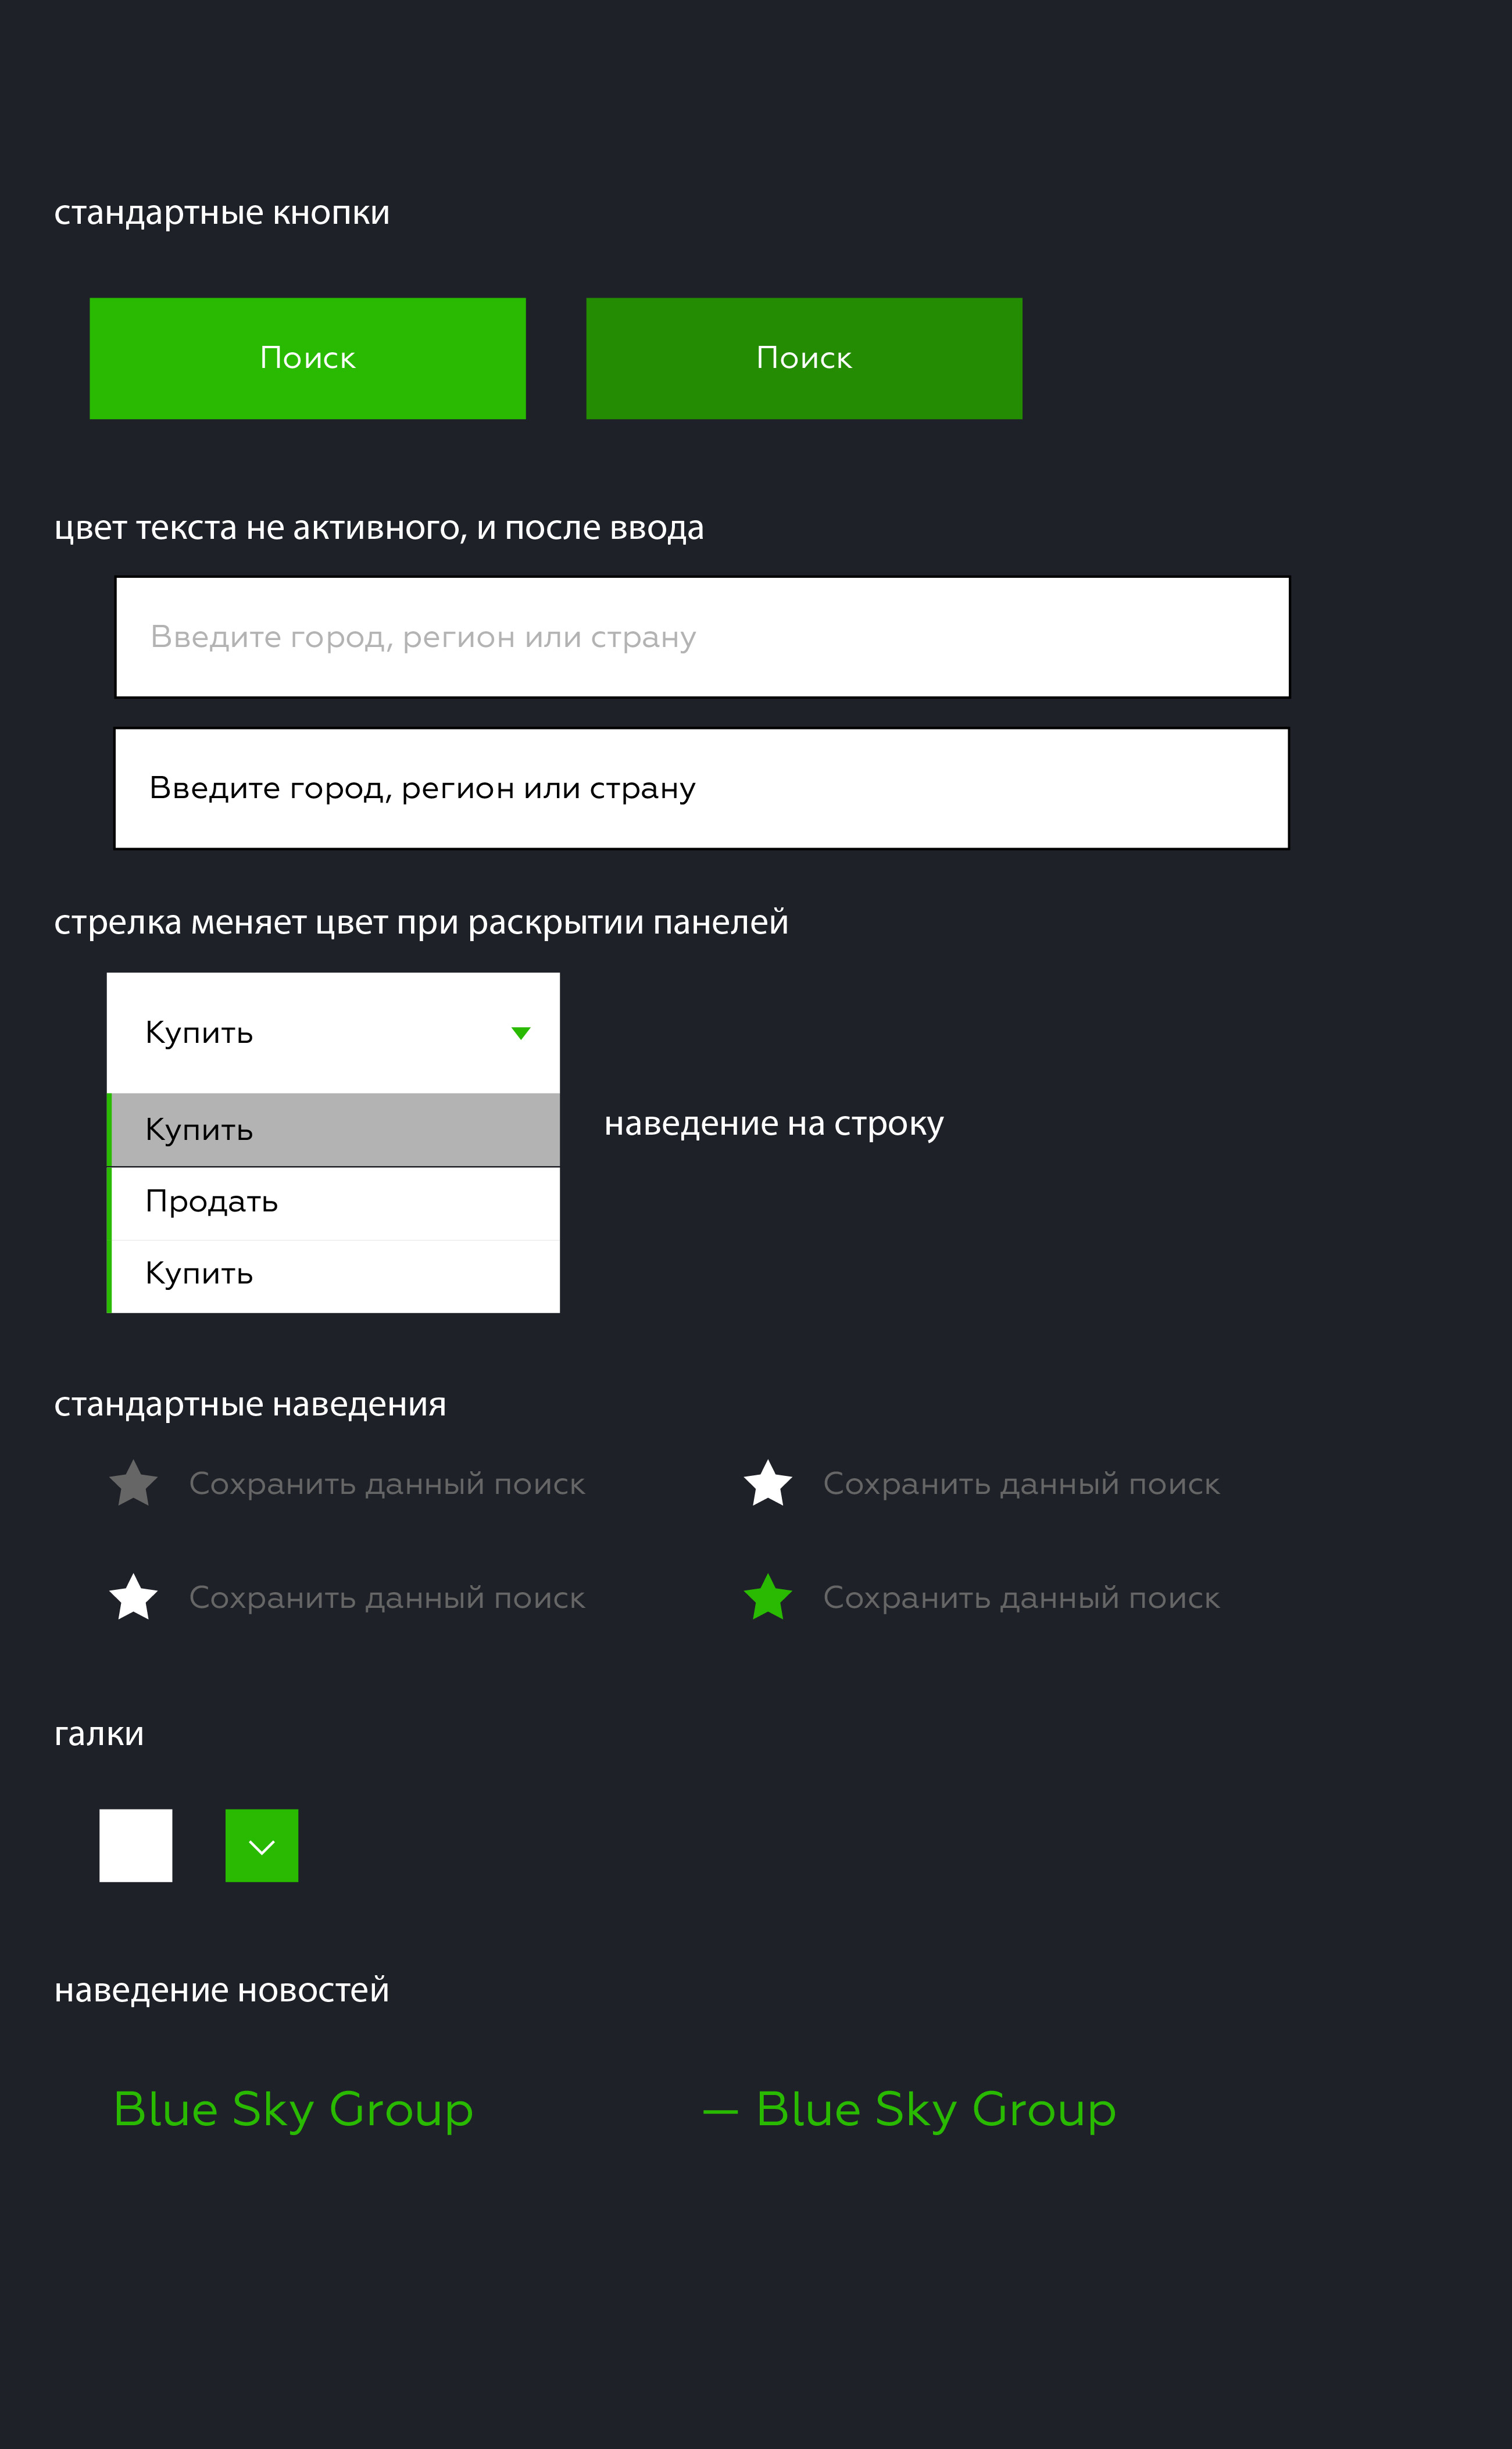 стандартные кнопки
Поиск
Поиск
цвет текста не активного, и после ввода
Введите город, регион или страну
Введите город, регион или страну
стрелка меняет цвет при раскрытии панелей
Купить
Купить
наведение на строку
Продать
Купить
стандартные наведения
Сохранить данный поиск
Сохранить данный поиск
Сохранить данный поиск
Сохранить данный поиск
галки
наведение новостей
Blue Sky Group
— Blue Sky Group